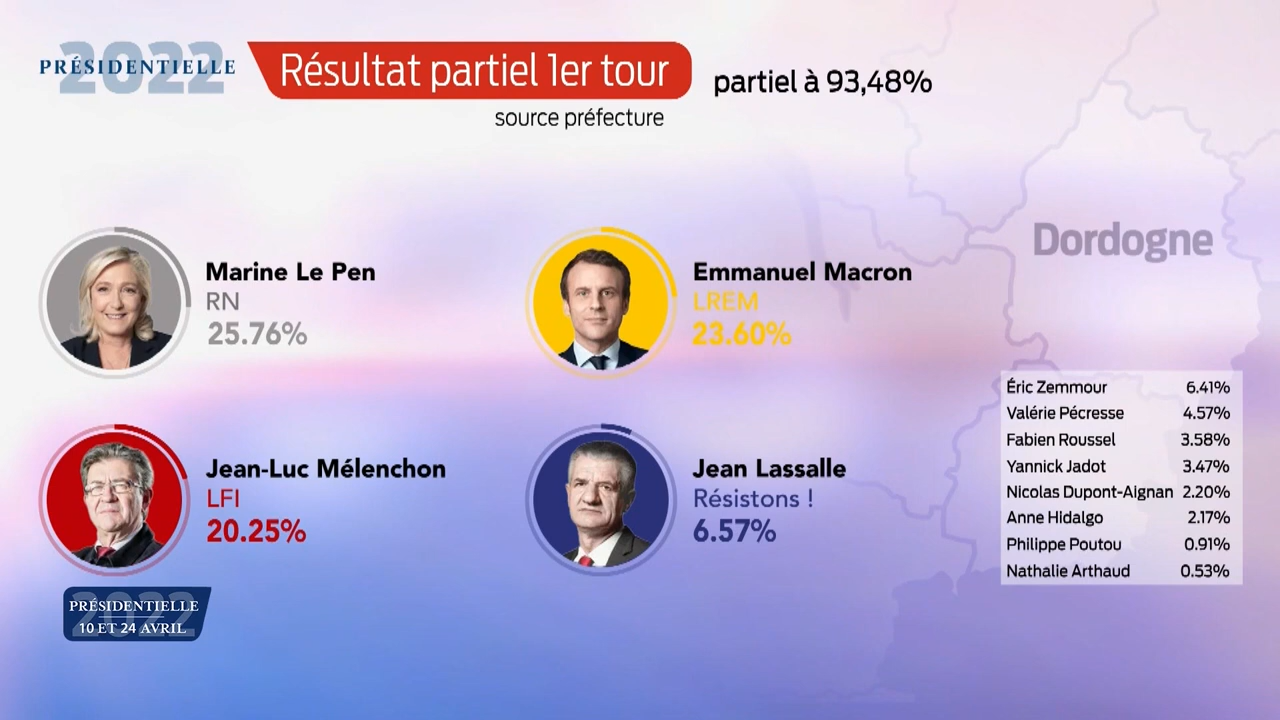 2022
PRÉSIDENTIELLE
Résultat partiel 1er tour
partiel à 93,48%
source préfecture
Dordogne
Marine Le Pen
RN
25.76%
Emmanuel Macron
LREM
23.60%
Jean-Luc Mélenchon
LFI
20.25%
Jean Lassalle
Résistons !
6.57%
Éric Zemmour 6.41%
Valérie Pécresse 4.57%
Fabien Roussel 3.58%
Yannick Jadot 3.47%
Nicolas Dupont-Aignan 2.20%
Anne Hidalgo 2.17%
Philippe Poutou 0.91%
Nathalie Arthaud 0.53%
2022
PRÉSIDENTIELLE
10 ET 24 AVRIL